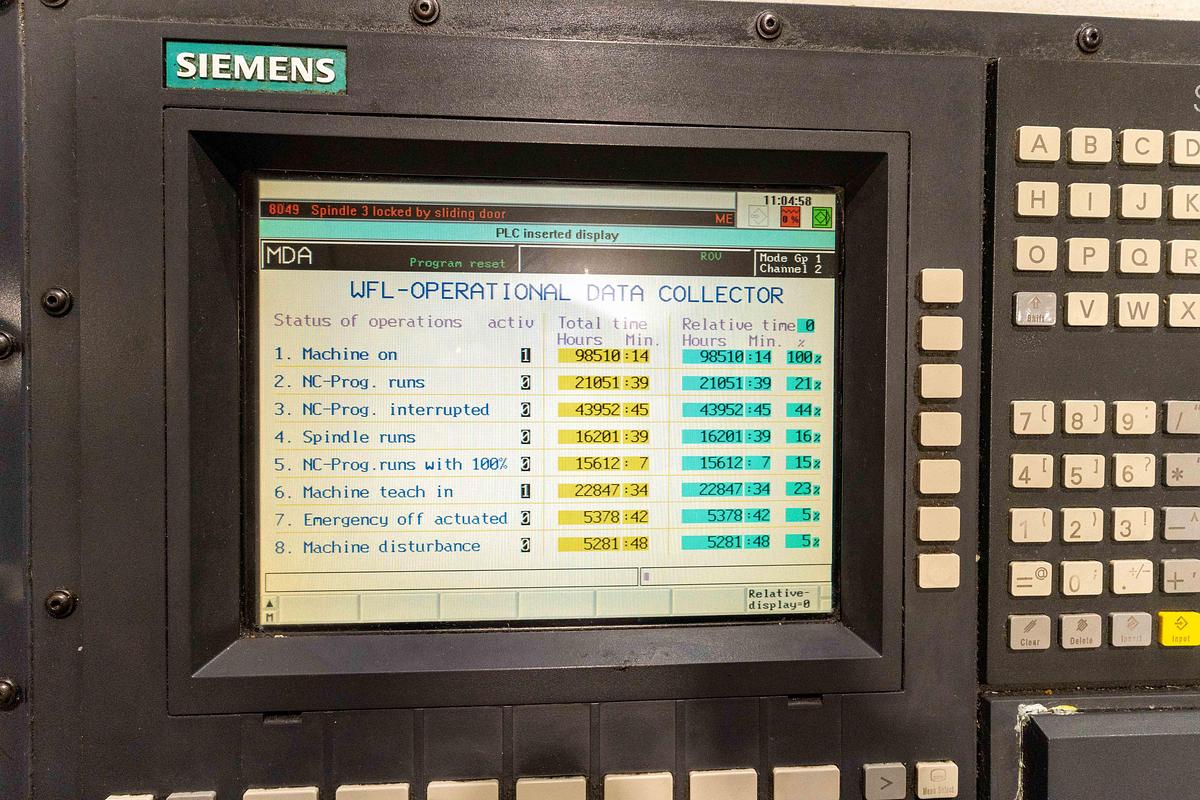 SIEMENS
8049 Spindle 3 locked by sliding door ME
0 %
11:04:58
PLC inserted display
MDA
Program reset
ROV
Mode Gp 1
Channel 2
WFL-OPERATIONAL DATA COLLECTOR
Status of operations activ Total time Relative time 0
Hours Min. Hours Min. %
1. Machine on 1 98510:14 98510:14 100%
2. NC-Prog. runs 0 21051:39 21051:39 21%
3. NC-Prog. interrupted 0 43952:45 43952:45 44%
4. Spindle runs 0 16201:39 16201:39 16%
5. NC-Prog.runs with 100% 0 15612: 7 15612: 7 15%
6. Machine teach in 1 22847:34 22847:34 23%
7. Emergency off actuated 0 5378:42 5378:42 5%
8. Machine disturbance 0 5281:48 5281:48 5%
M
Relative-
display=0
A B C D
H I J K
O P Q R
Shift V W X
7 ( 8 ) 9 /
4 [ 5 ] 6 ? *
1 ( 2 ) 3 ! - ^
= @ 0 ; . +/- +
Clear Delete Insert Input
> Menu Select